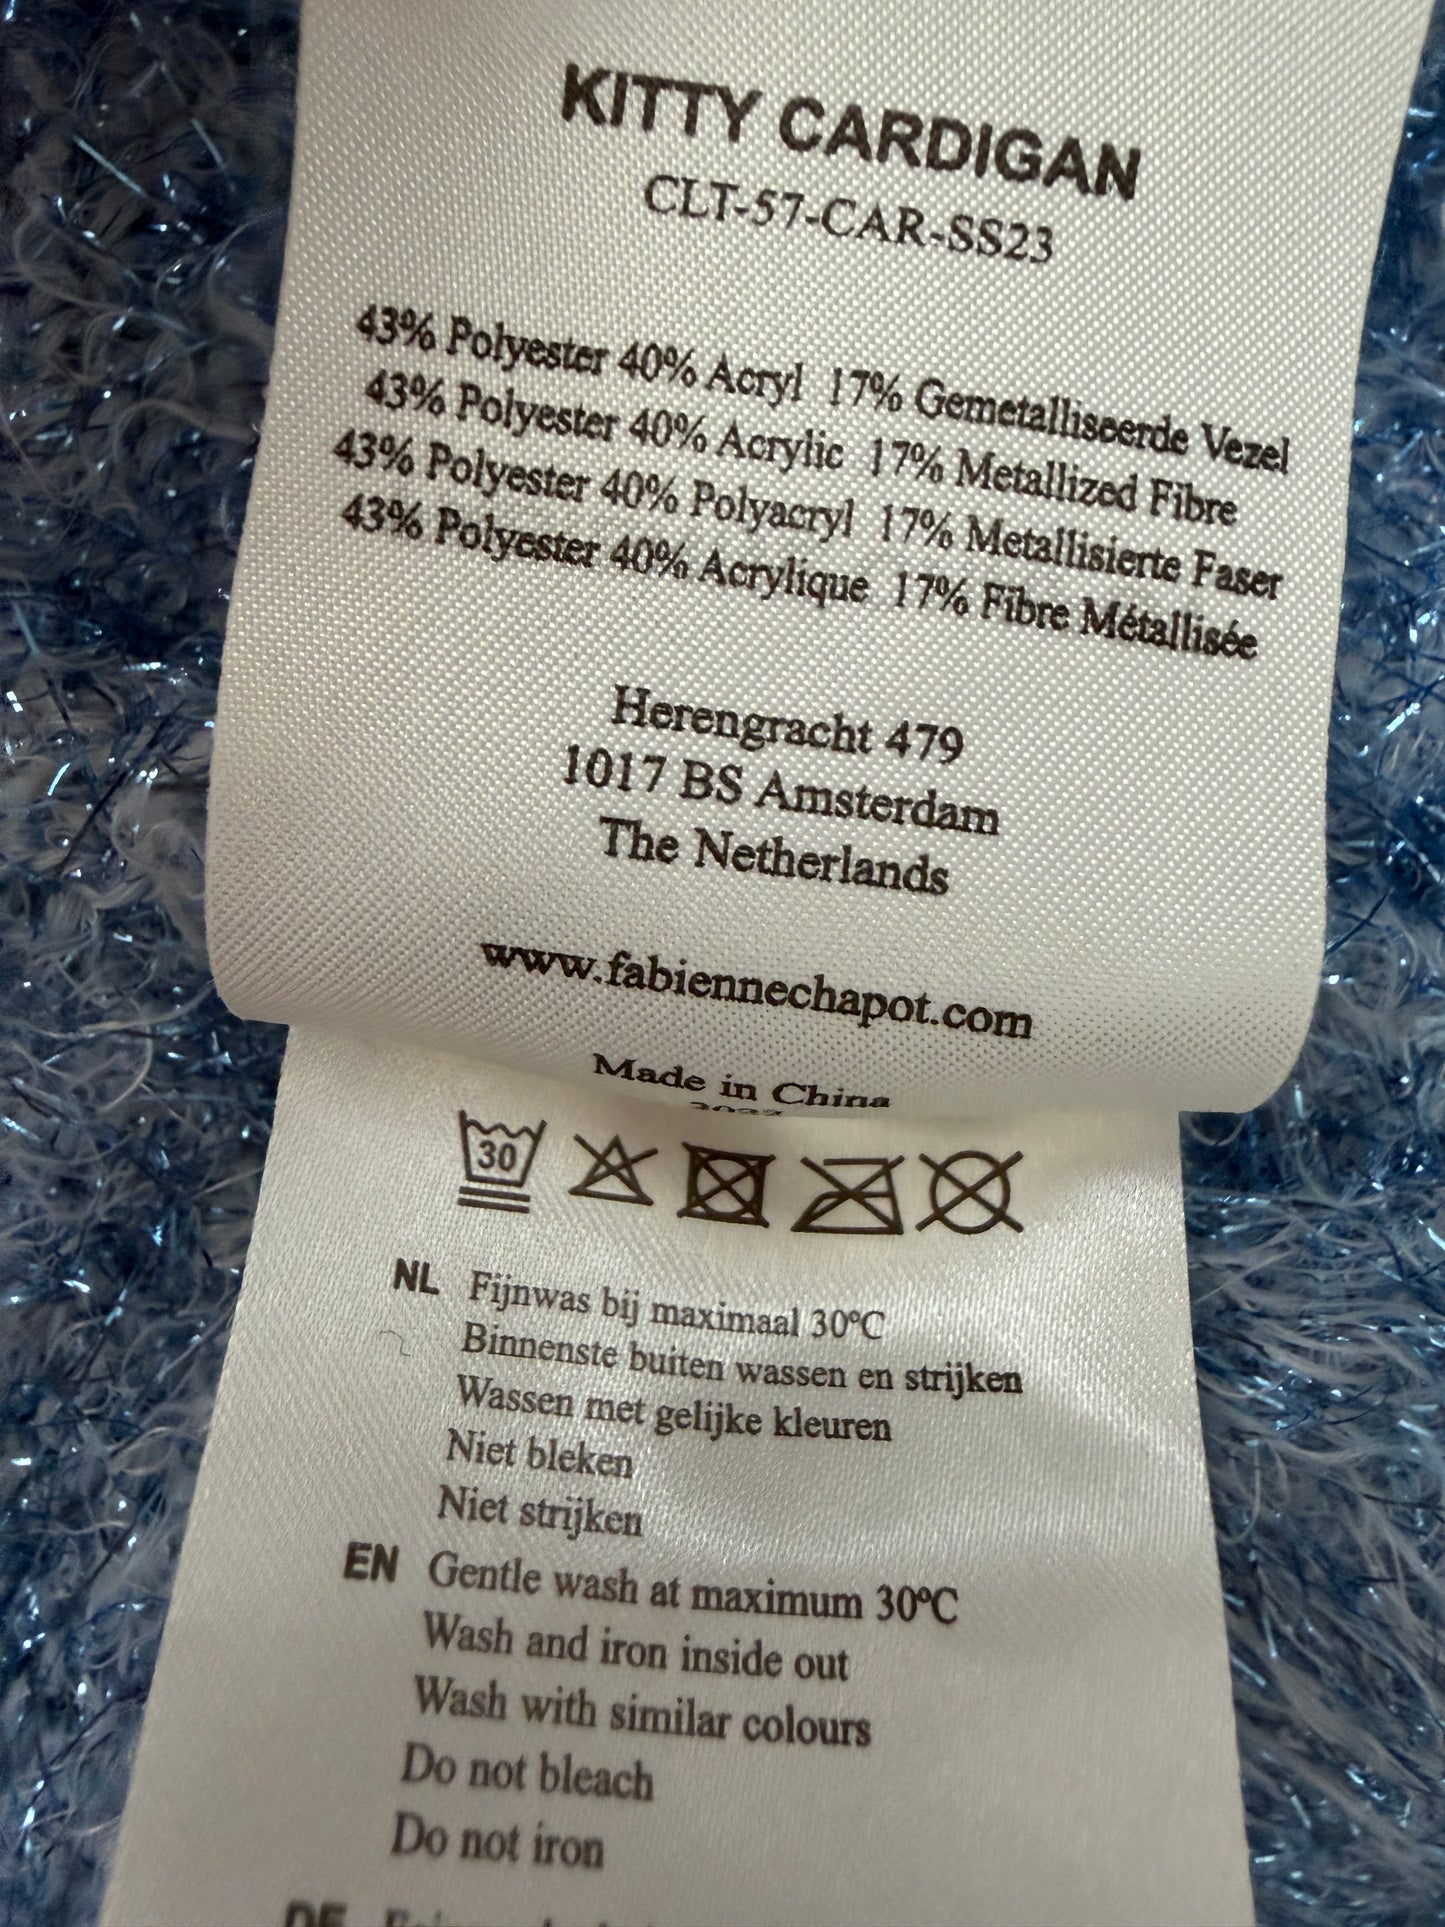 KITTY CARDIGAN
CLT-57-CAR-SS23
43% Polyester 40% Acryl 17% Gemetalliseerde Vezel
43% Polyester 40% Acrylic 17% Metallized Fibre
43% Polyester 40% Polyacryl 17% Metallisierte Faser
43% Polyester 40% Acrylique 17% Fibre Métallisée
Herengracht 479
1017 BS Amsterdam
The Netherlands
www.fabiennechapot.com
Made in China
30
NL Fijnwas bij maximaal 30ºC
Binnenste buiten wassen en strijken
Wassen met gelijke kleuren
Niet bleken
Niet strijken
EN Gentle wash at maximum 30ºC
Wash and iron inside out
Wash with similar colours
Do not bleach
Do not iron
DE